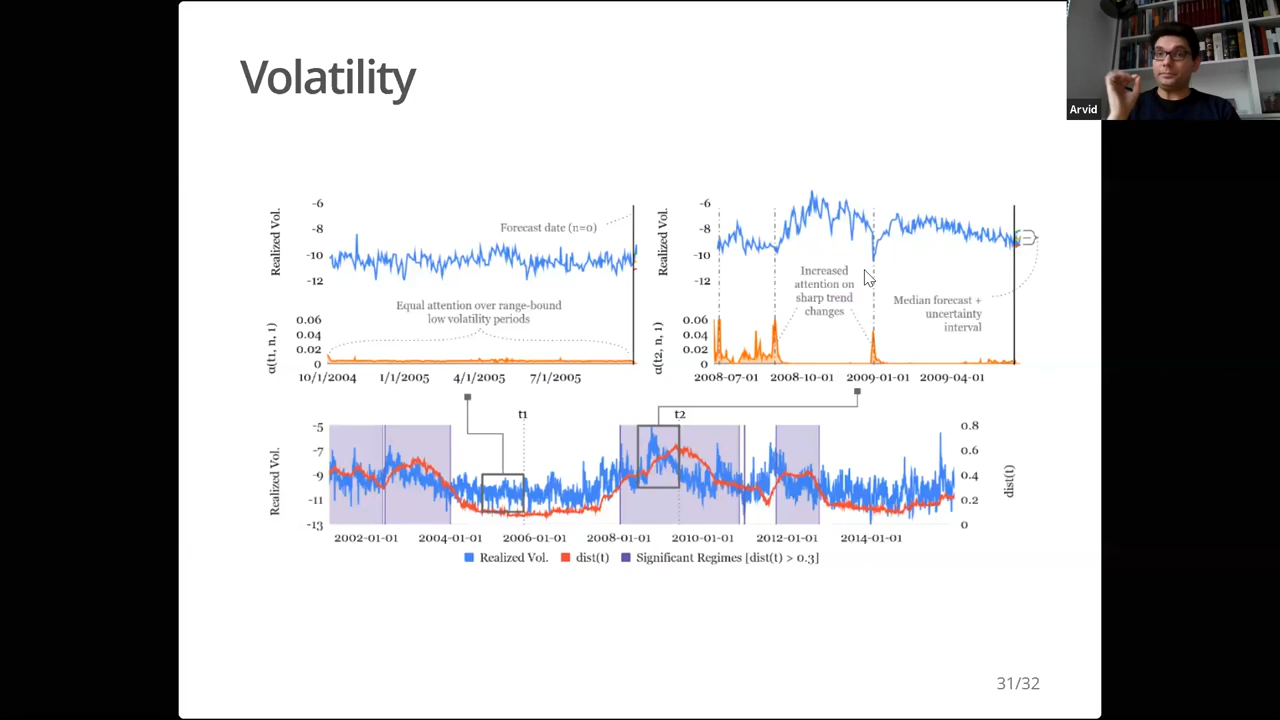 Volatility
Arvid
Realized Vol.
-6
-8
-10
-12
Forecast date (n=0)
Equal attention over range-bound
low volatility periods
α(t1, n, 1)
0.06
0.04
0.02
0
10/1/2004 1/1/2005 4/1/2005 7/1/2005
Realized Vol.
-6
-8
-10
-12
Increased
attention on
sharp trend
changes
Median forecast +
uncertainty
interval
α(t2, n, 1)
0.06
0.04
0.02
0
2008-07-01 2008-10-01 2009-01-01 2009-04-01
t1
t2
Realized Vol.
-5
-7
-9
-11
-13
0.8
0.6
0.4
0.2
0
dist(t)
2002-01-01 2004-01-01 2006-01-01 2008-01-01 2010-01-01 2012-01-01 2014-01-01
Realized Vol. dist(t) Significant Regimes [dist(t) > 0.3]
31/32